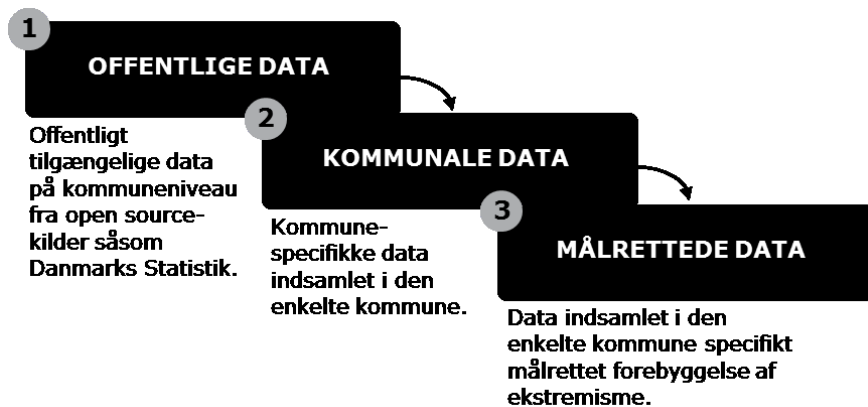 1
OFFENTLIGE DATA
Offentligt
tilgængelige data
på kommuneniveau
fra open source-
kilder såsom
Danmarks Statistik.
2
KOMMUNALE DATA
Kommune-
specifikke data
indsamlet i den
enkelte kommune.
3
MÅLRETTEDE DATA
Data indsamlet i den
enkelte kommune specifikt
målrettet forebyggelse af
ekstremisme.